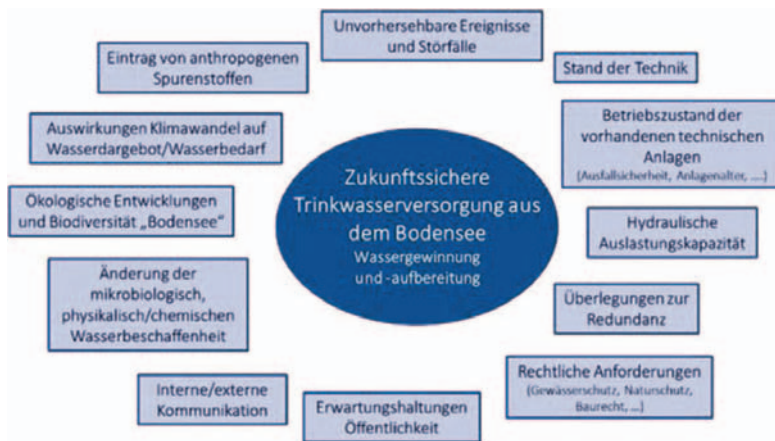 Unvorhersehbare Ereignisse
und Störfälle
Eintrag von anthropogenen
Spurenstoffen
Stand der Technik
Auswirkungen Klimawandel auf
Wasserdargebot/Wasserbedarf
Betriebszustand der
vorhandenen technischen
Anlagen
(Ausfallsicherheit, Anlagenalter, ....)
Zukunftssichere
Trinkwasserversorgung aus
dem Bodensee
Wassergewinnung
und -aufbereitung
Ökologische Entwicklungen
und Biodiversität „Bodensee“
Hydraulische
Auslastungskapazität
Änderung der
mikrobiologisch,
physikalisch/chemischen
Wasserbeschaffenheit
Überlegungen zur
Redundanz
Interne/externe
Kommunikation
Erwartungshaltungen
Öffentlichkeit
Rechtliche Anforderungen
(Gewässerschutz, Naturschutz,
Baurecht, ...)